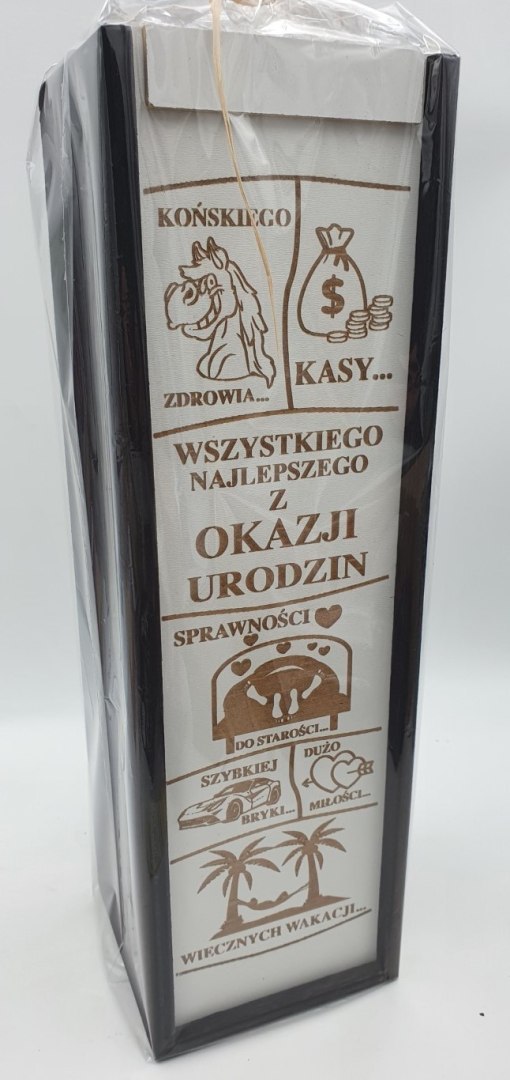 KOŃSKIEGO
ZDROWIA...
$
KASY...
WSZYSTKIEGO
NAJLEPSZEGO
Z
OKAZJI
URODZIN
SPRAWNOŚCI
DO STAROŚCI...
SZYBKIEJ
BRYKI...
DUŻO
MIŁOŚCI...
WIECZNYCH WAKACJI...